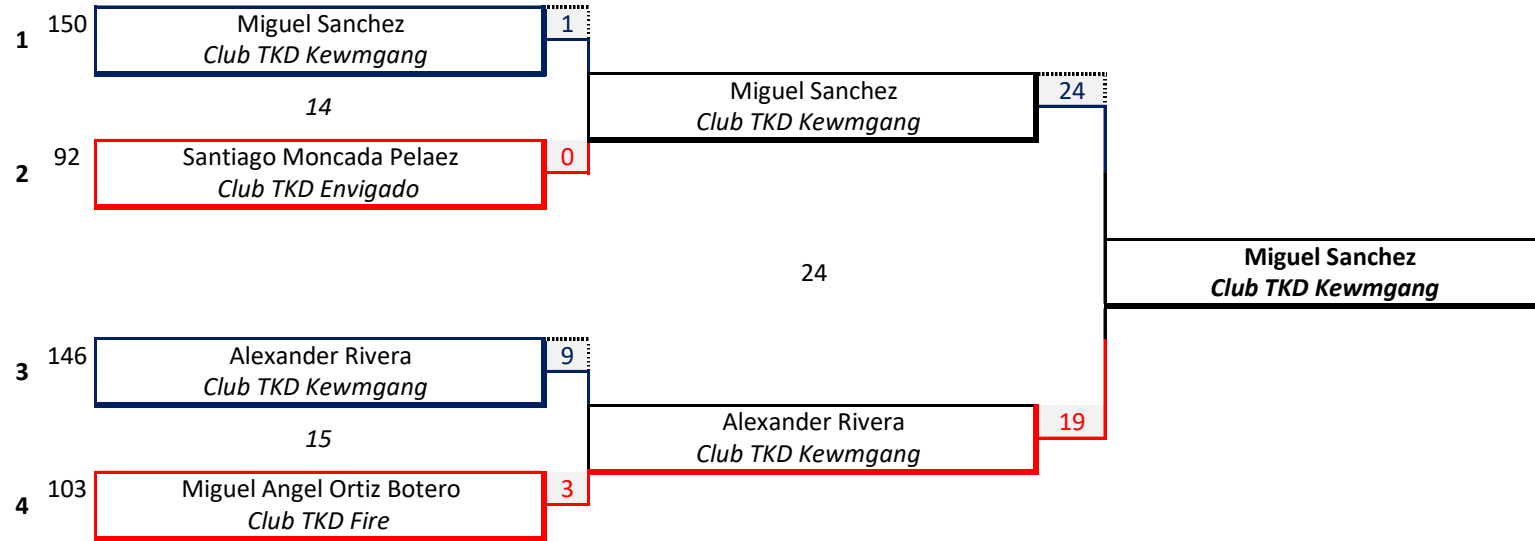 1 150 Miguel Sanchez 1
Club TKD Kewmgang
14
2 92 Santiago Moncada Pelaez 0
Club TKD Envigado
Miguel Sanchez 24
Club TKD Kewmgang
24
3 146 Alexander Rivera 9
Club TKD Kewmgang
15
4 103 Miguel Angel Ortiz Botero 3
Club TKD Fire
Alexander Rivera 19
Club TKD Kewmgang
Miguel Sanchez
Club TKD Kewmgang